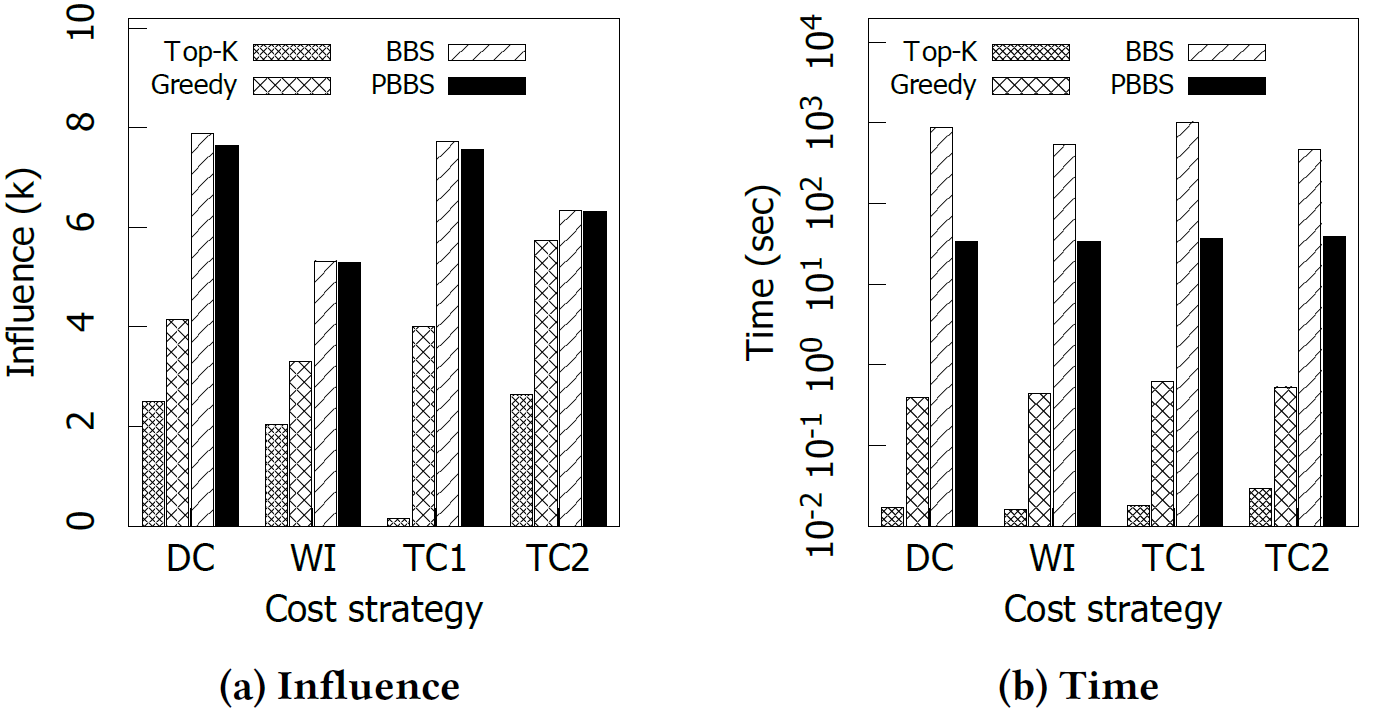 10
8
6
4
2
0
Influence (k)
Top-K
Greedy
BBS
PBBS
DC WI TC1 TC2
Cost strategy
(a) Influence
10^4
10^3
10^2
10^1
10^0
10^-1
10^-2
Time (sec)
Top-K
Greedy
BBS
PBBS
DC WI TC1 TC2
Cost strategy
(b) Time